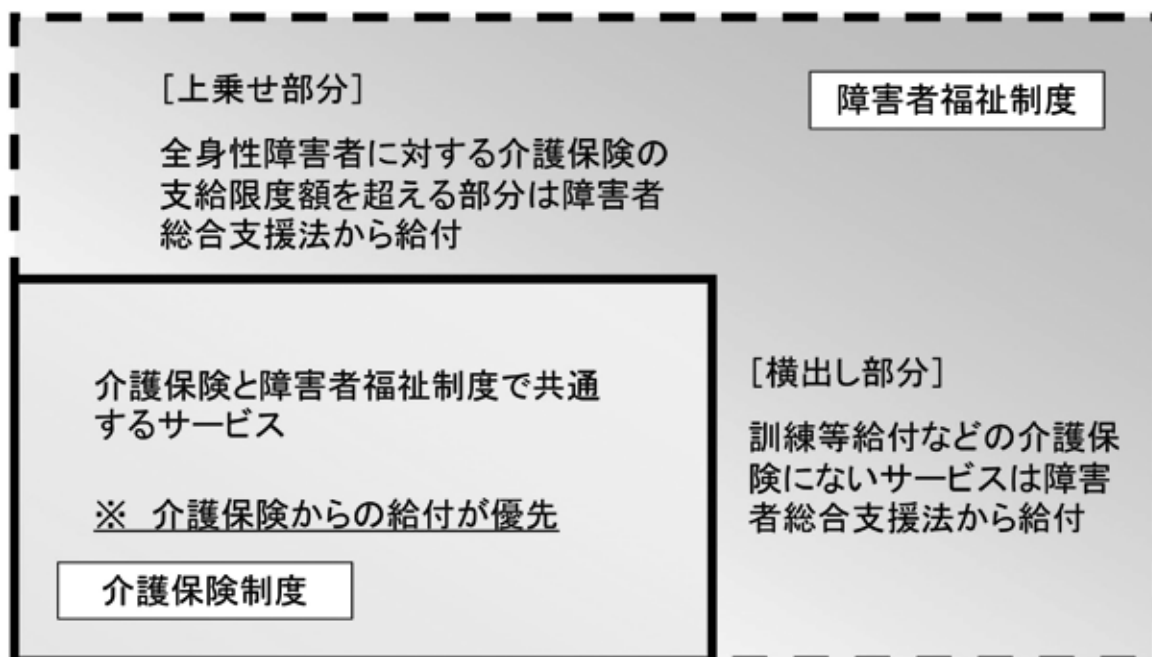 ［上乗せ部分］
障害者福祉制度
全身性障害者に対する介護保険の
支給限度額を超える部分は障害者
総合支援法から給付
介護保険と障害者福祉制度で共通
するサービス
※　介護保険からの給付が優先
介護保険制度
［横出し部分］
訓練等給付などの介護保
険にないサービスは障害
者総合支援法から給付